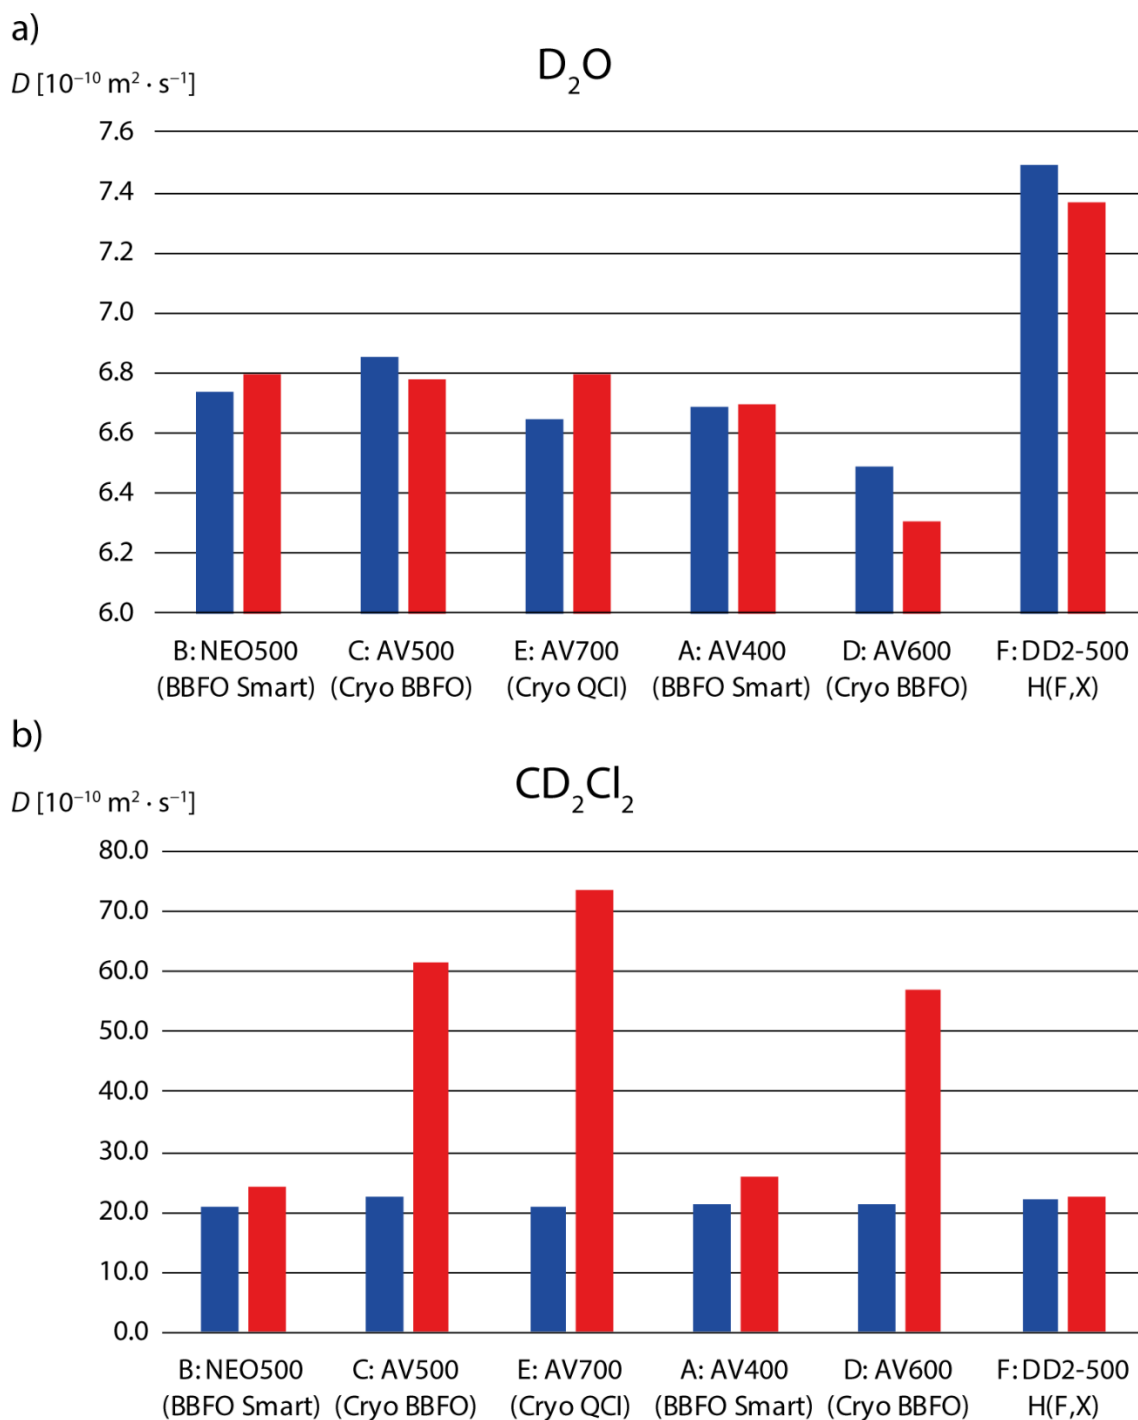 a)
D₂O
D [10⁻¹⁰ m² · s⁻¹]
7.6
7.4
7.2
7.0
6.8
6.6
6.4
6.2
6.0
B: NEO500 C: AV500 E: AV700 A: AV400 D: AV600 F: DD2-500
(BBFO Smart) (Cryo BBFO) (Cryo QCI) (BBFO Smart) (Cryo BBFO) H(F,X)
b)
CD₂Cl₂
D [10⁻¹⁰ m² · s⁻¹]
80.0
70.0
60.0
50.0
40.0
30.0
20.0
10.0
0.0
B: NEO500 C: AV500 E: AV700 A: AV400 D: AV600 F: DD2-500
(BBFO Smart) (Cryo BBFO) (Cryo QCI) (BBFO Smart) (Cryo BBFO) H(F,X)